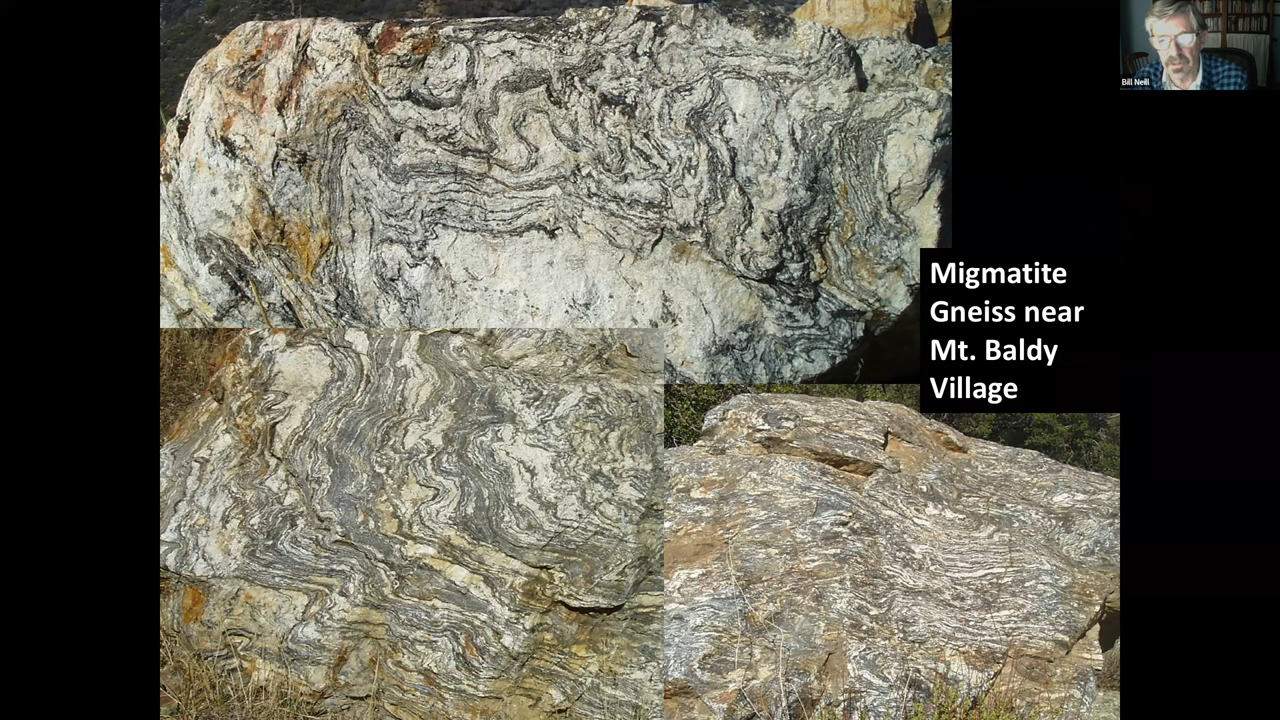 Bill Neill
Migmatite
Gneiss near
Mt. Baldy
Village